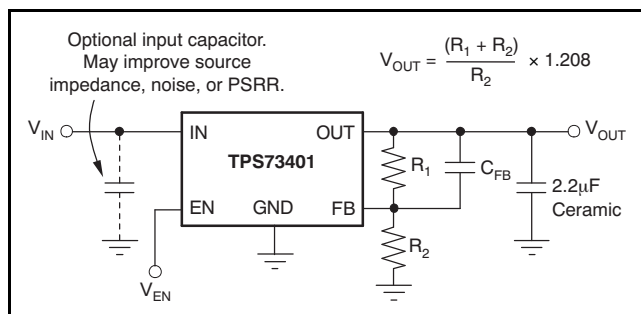 Optional input capacitor.
May improve source
impedance, noise, or PSRR.
V_OUT = (R_1 + R_2) / R_2 × 1.208
V_IN
IN
OUT
V_OUT
TPS73401
R_1
C_FB
2.2µF
Ceramic
EN
GND
FB
R_2
V_EN